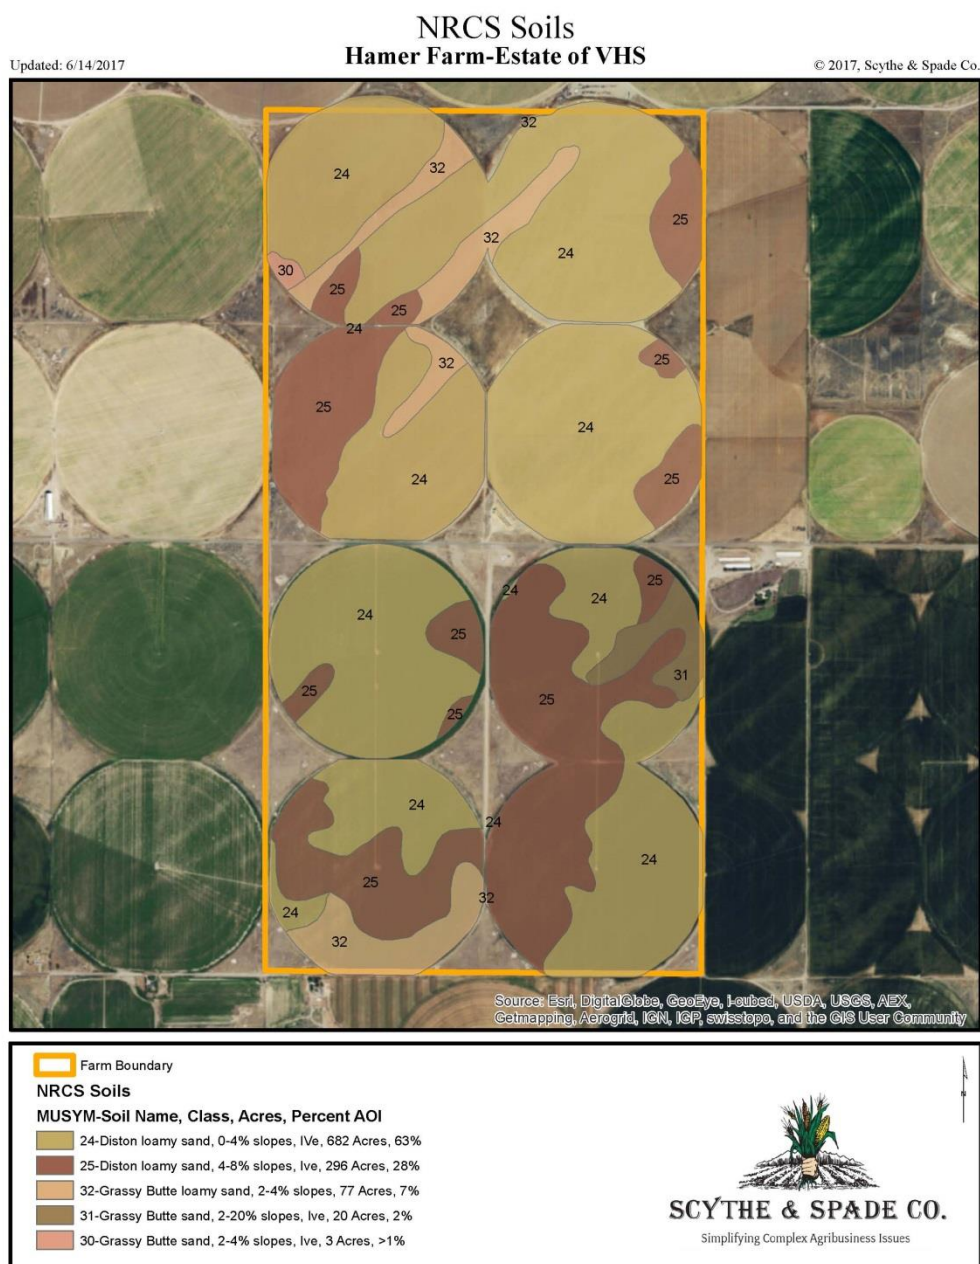 NRCS Soils
Hamer Farm-Estate of VHS
Updated: 6/14/2017
© 2017, Scythe & Spade Co.
32
24
32
25
32
24
30
25
25
24
32
25
25
24
25
24
24
24
25
25
24
25
31
25
25
24
24
24
25
32
24
32
Source: Esri, DigitalGlobe, GeoEye, i-cubed, USDA, USGS, AEX,
Getmapping, Aerogrid, IGN, IGP, swisstopo, and the GIS User Community
Farm Boundary
NRCS Soils
MUSYM-Soil Name, Class, Acres, Percent AOI
24-Diston loamy sand, 0-4% slopes, IVe, 682 Acres, 63%
25-Diston loamy sand, 4-8% slopes, Ive, 296 Acres, 28%
32-Grassy Butte loamy sand, 2-4% slopes, 77 Acres, 7%
31-Grassy Butte sand, 2-20% slopes, Ive, 20 Acres, 2%
30-Grassy Butte sand, 2-4% slopes, Ive, 3 Acres, >1%
N
SCYTHE & SPADE CO.
Simplifying Complex Agribusiness Issues